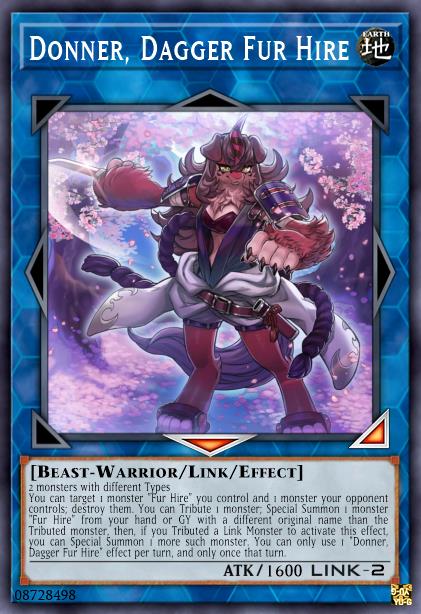 Donner, Dagger Fur Hire
EARTH
地
[Beast-Warrior/Link/Effect]
2 monsters with different Types
You can target 1 monster "Fur Hire" you control and 1 monster your opponent
controls; destroy them. You can Tribute 1 monster; Special Summon 1 monster
"Fur Hire" from your hand or GY with a different original name than the
Tributed monster, then, if you Tributed a Link Monster to activate this effect,
you can Special Summon 1 more such monster. You can only use 1 "Donner,
Dagger Fur Hire" effect per turn, and only once that turn.
ATK/1600 LINK-2
08728498